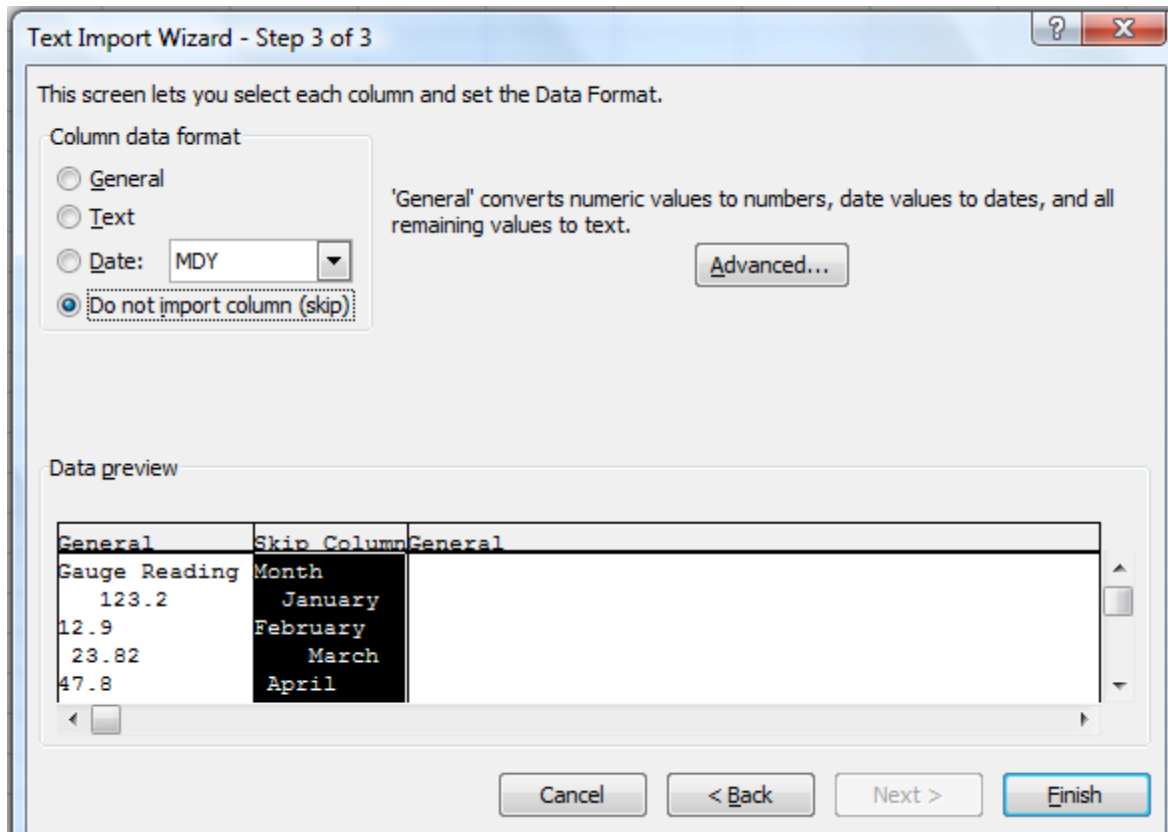 Text Import Wizard - Step 3 of 3
?
X
This screen lets you select each column and set the Data Format.
Column data format
General
Text
Date: MDY
Do not import column (skip)
'General' converts numeric values to numbers, date values to dates, and all
remaining values to text.
Advanced...
Data preview
General Skip Column General
Gauge Reading Month
123.2 January
12.9 February
23.82 March
47.8 April
Cancel < Back Next > Finish